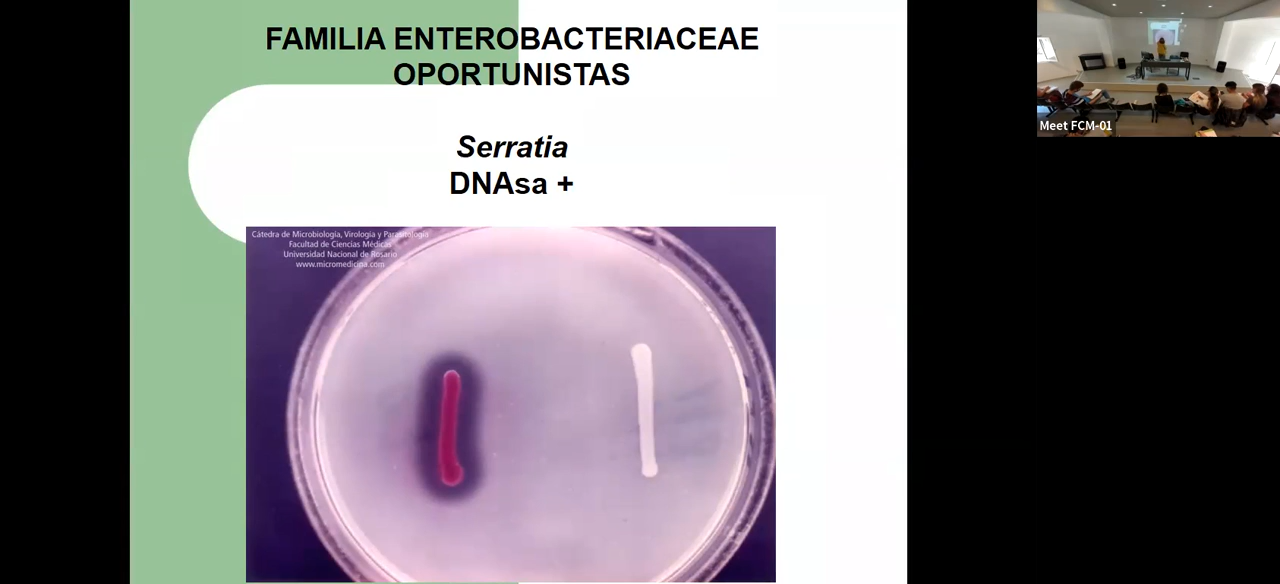 FAMILIA ENTEROBACTERIACEAE
OPORTUNISTAS
Serratia
DNAsa +
Cátedra de Microbiología, Virología y Parasitología
Facultad de Ciencias Médicas
Universidad Nacional de Rosario
www.micromedicina.com
Meet FCM-01